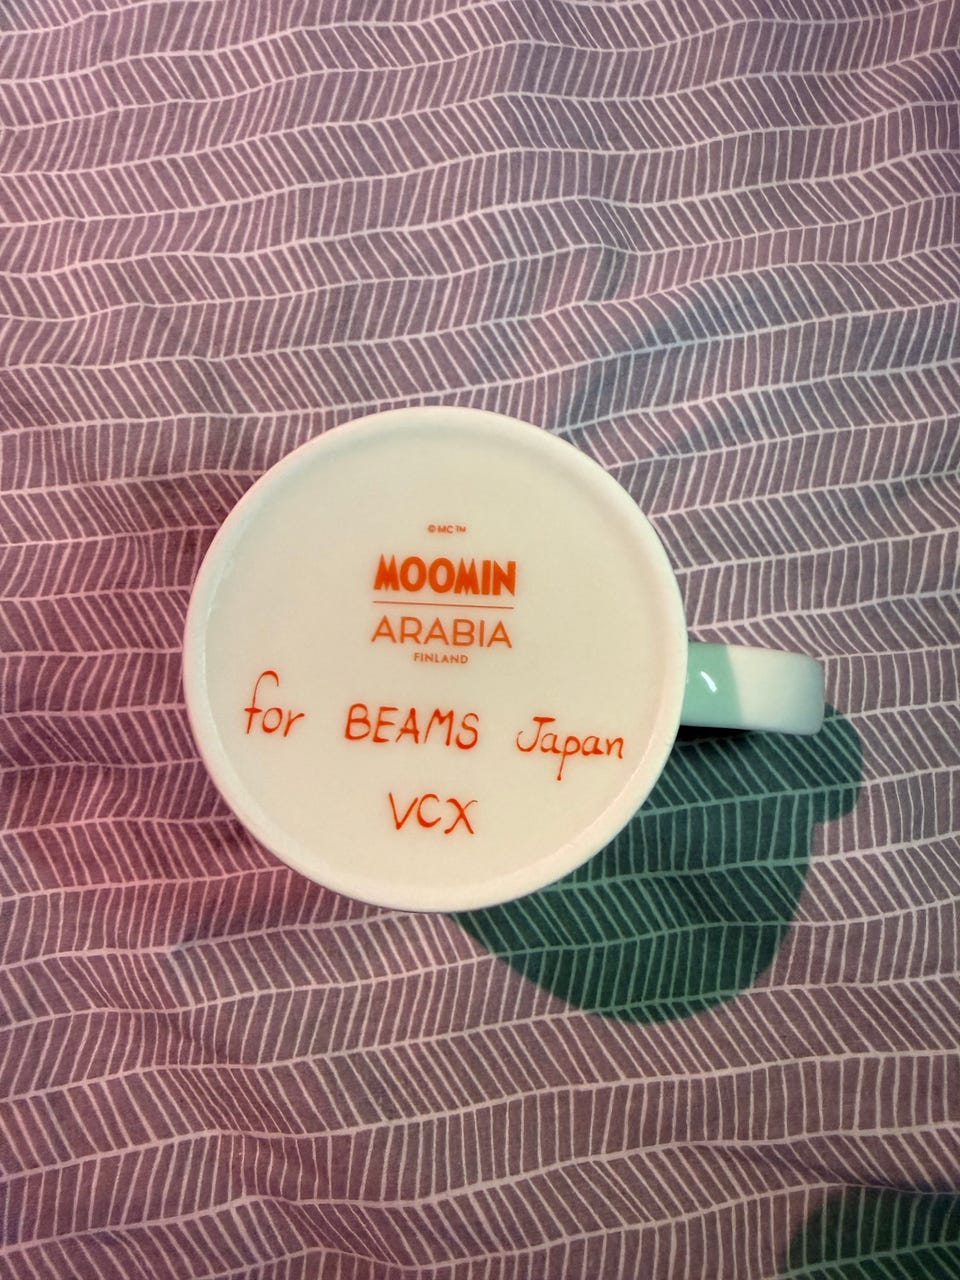 © MC™
MOOMIN
ARABIA
FINLAND
for BEAMS Japan
VCX